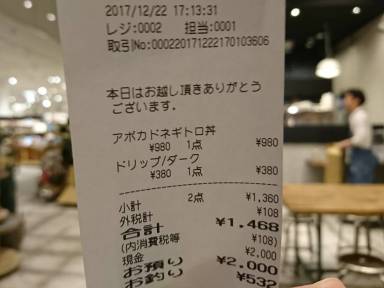 2017/12/22 17:13:31
レジ:0002 担当:0001
取引No:0002201712221701036​06
本日はお越し頂きありがとう
ございます。
アボカドネギトロ丼
¥980 1点 ¥980
ドリップ/ダーク
¥380 1点 ¥380
小計 2点 ¥1,360
外税計 ¥108
合計 ¥1,468
(内消費税等 ¥108)
現金 ¥2,000
お預り ¥2,000
お釣り ¥532